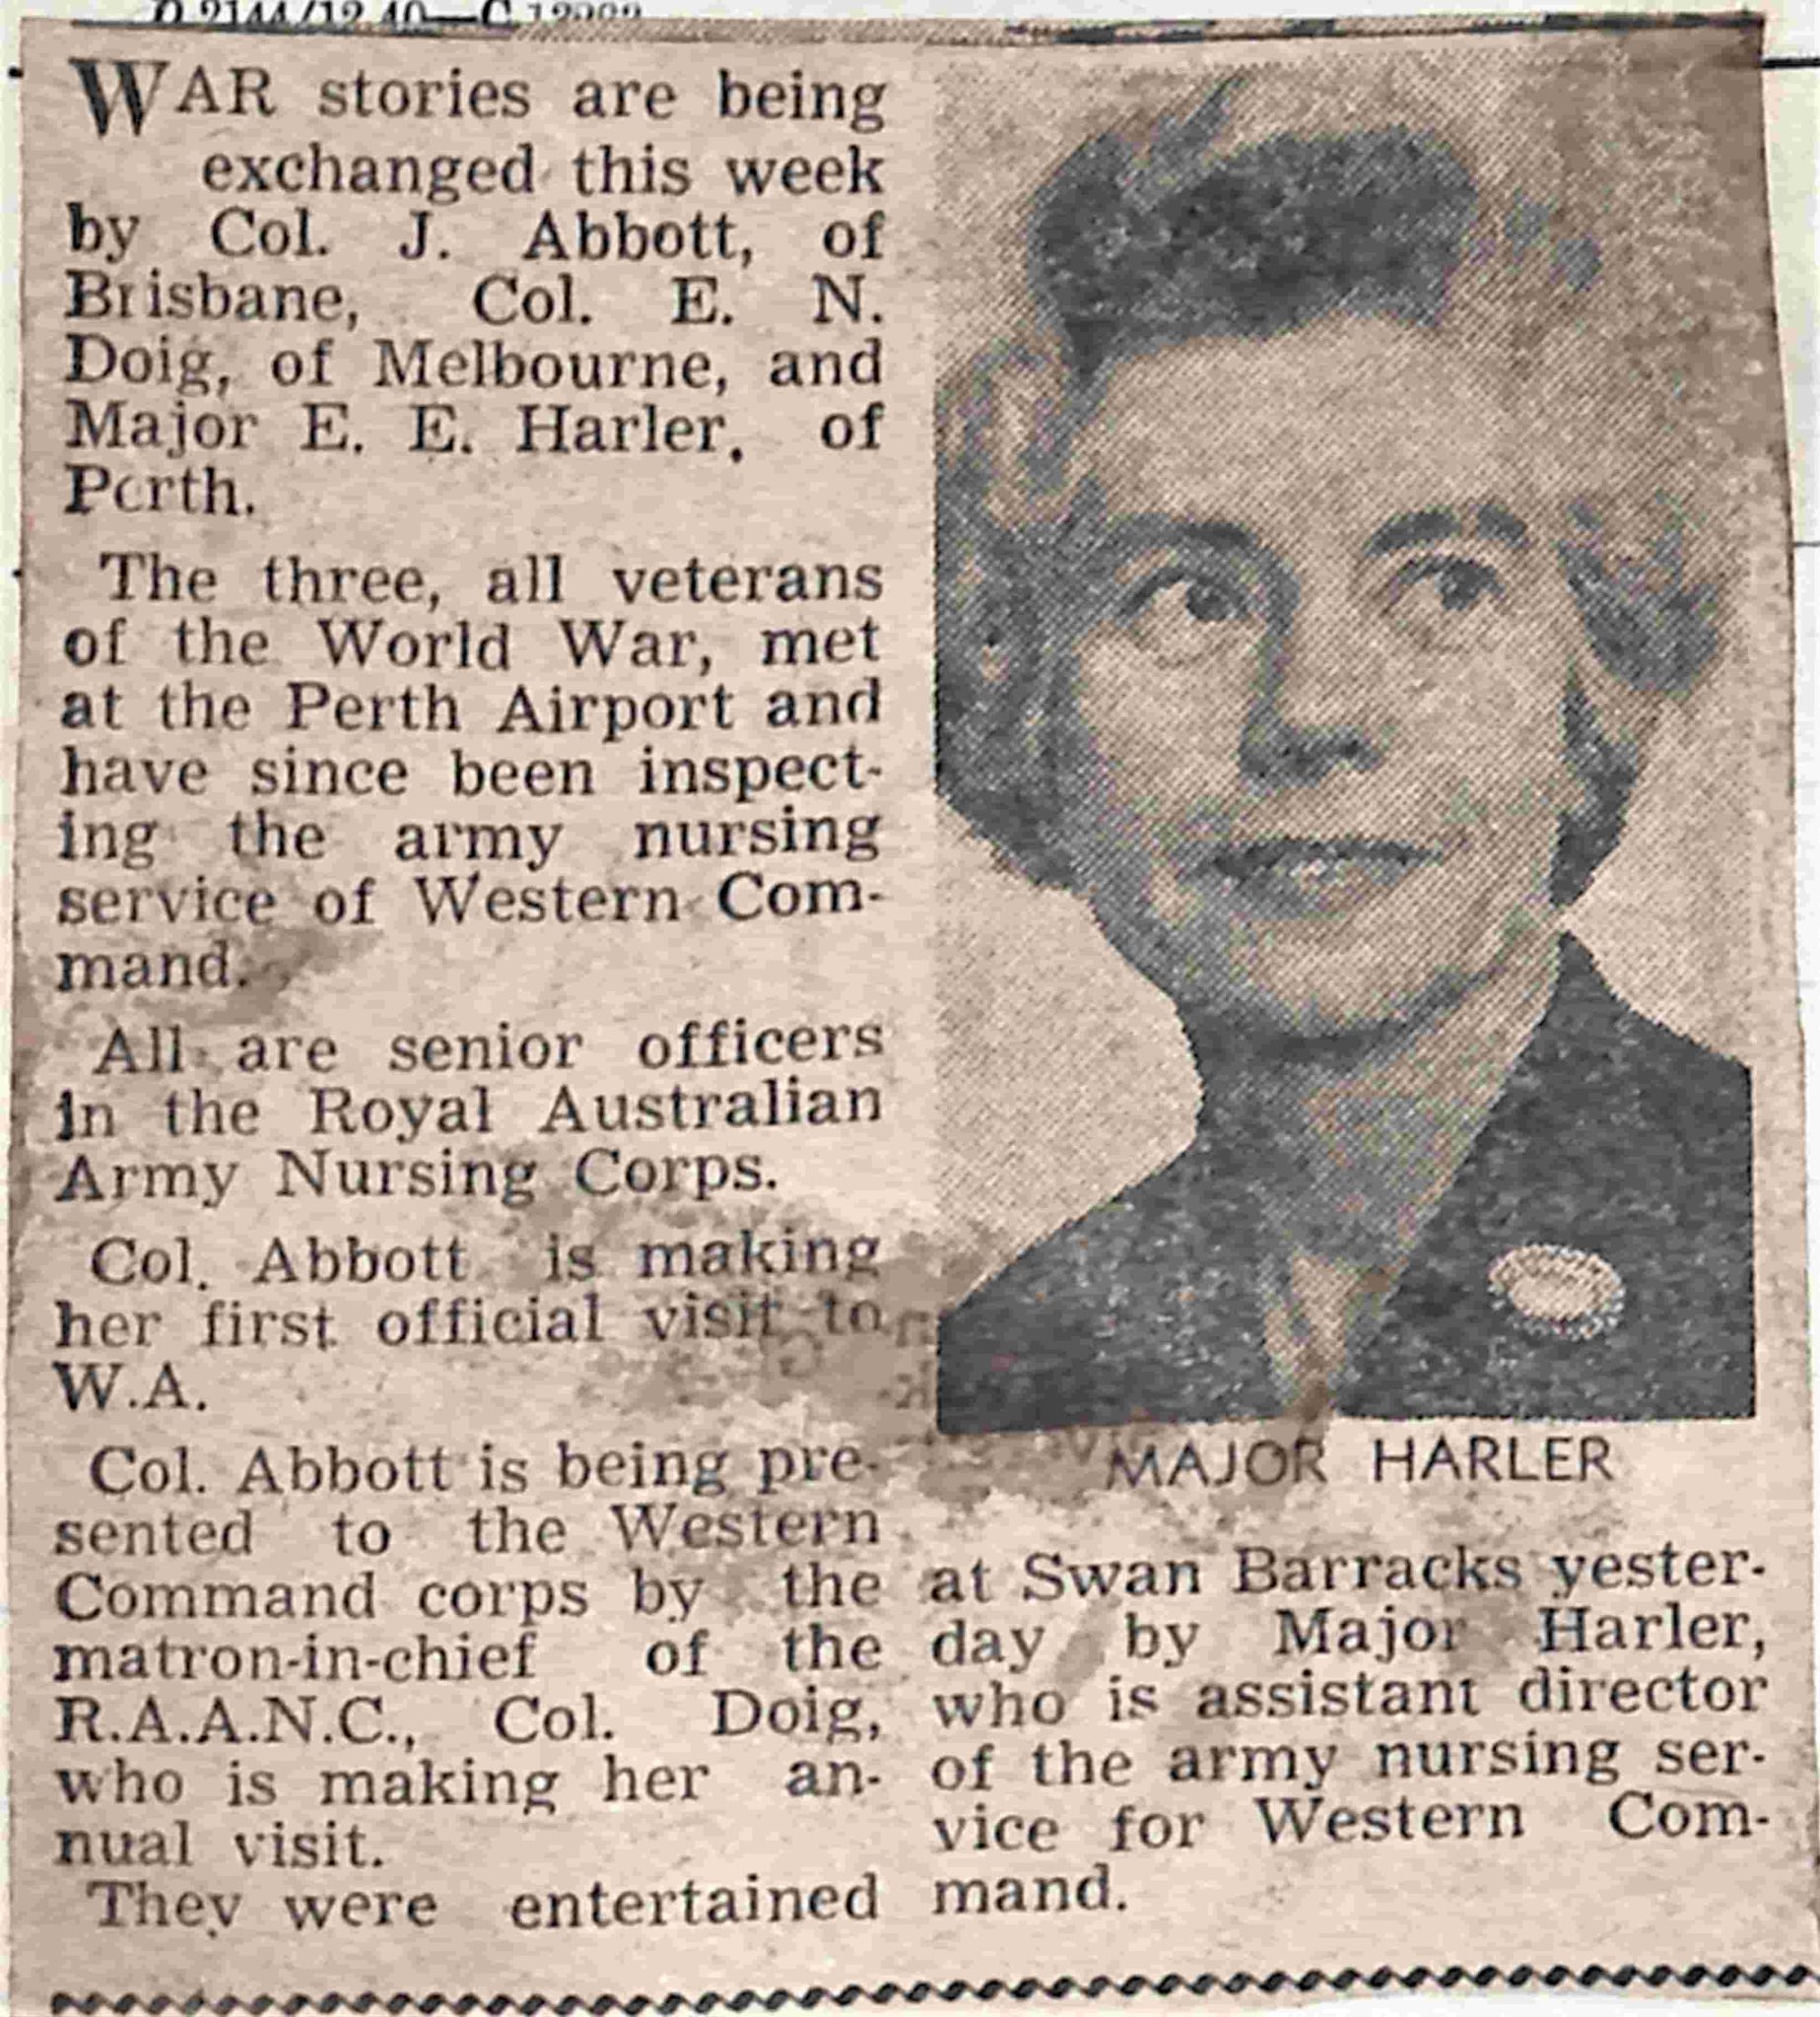 WAR stories are being
exchanged this week
by Col. J. Abbott, of
Brisbane, Col. E. N.
Doig, of Melbourne, and
Major E. E. Harler, of
Perth.
The three, all veterans
of the World War, met
at the Perth Airport and
have since been inspect-
ing the army nursing
service of Western Com-
mand.
All are senior officers
in the Royal Australian
Army Nursing Corps.
Col. Abbott is making
her first official visit to
W.A.
Col. Abbott is being pre-
sented to the Western
Command corps by the
matron-in-chief of the
R.A.A.N.C., Col. Doig,
who is making her an-
nual visit.
They were entertained
MAJOR HARLER
at Swan Barracks yester-
day by Major Harler,
who is assistant director
of the army nursing ser-
vice for Western Com-
mand.